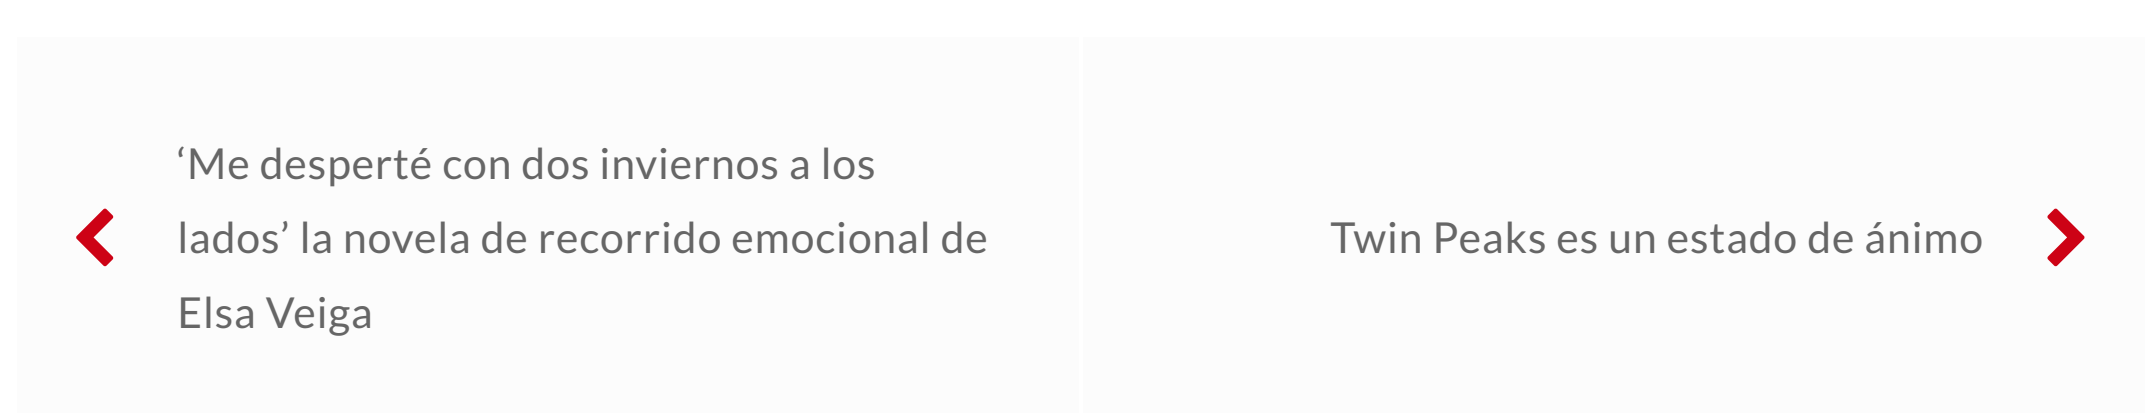 ‘Me desperté con dos inviernos a los
lados’ la novela de recorrido emocional de
Elsa Veiga
Twin Peaks es un estado de ánimo